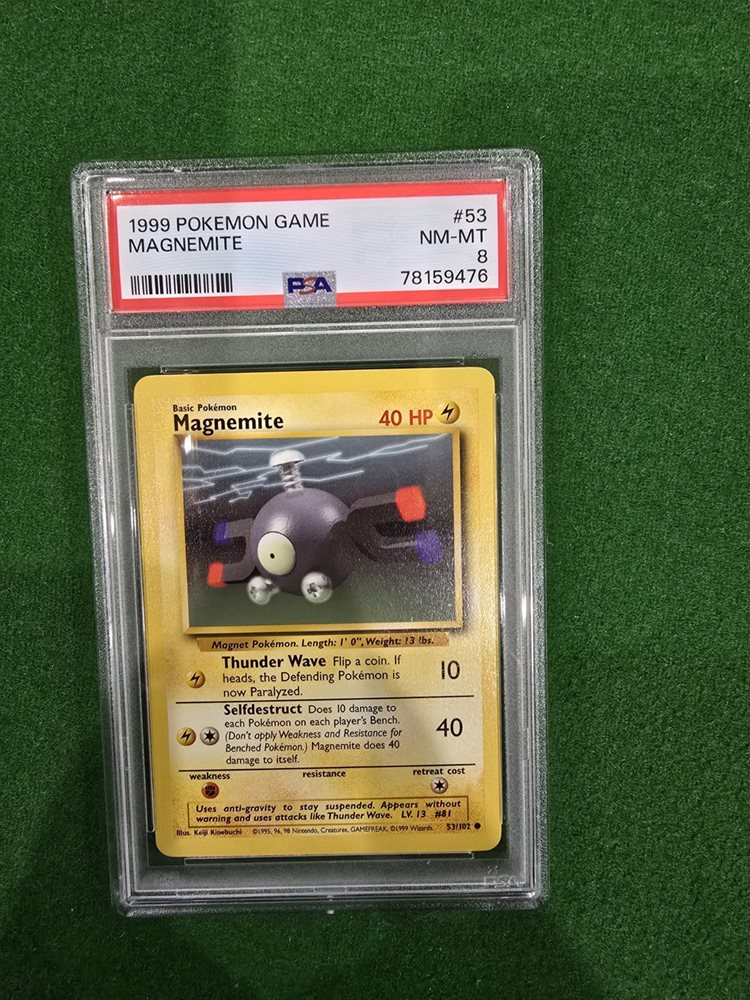 1999 POKEMON GAME #53
MAGNEMITE NM-MT
8
PSA 78159476
Basic Pokémon
Magnemite 40 HP
Magnet Pokémon. Length: 1' 0", Weight: 13 lbs.
Thunder Wave Flip a coin. If
heads, the Defending Pokémon is
now Paralyzed.
10
Selfdestruct Does 10 damage to
each Pokémon on each player's Bench.
(Don't apply Weakness and Resistance for
Benched Pokémon.) Magnemite does 40
damage to itself.
40
weakness resistance retreat cost
Uses anti-gravity to stay suspended. Appears without
warning and uses attacks like Thunder Wave. LV. 13 #81
Illus. Keiji Kinebuchi ©1995, 96, 98 Nintendo, Creatures, GAMEFREAK. ©1999 Wizards. 53/102
PSA